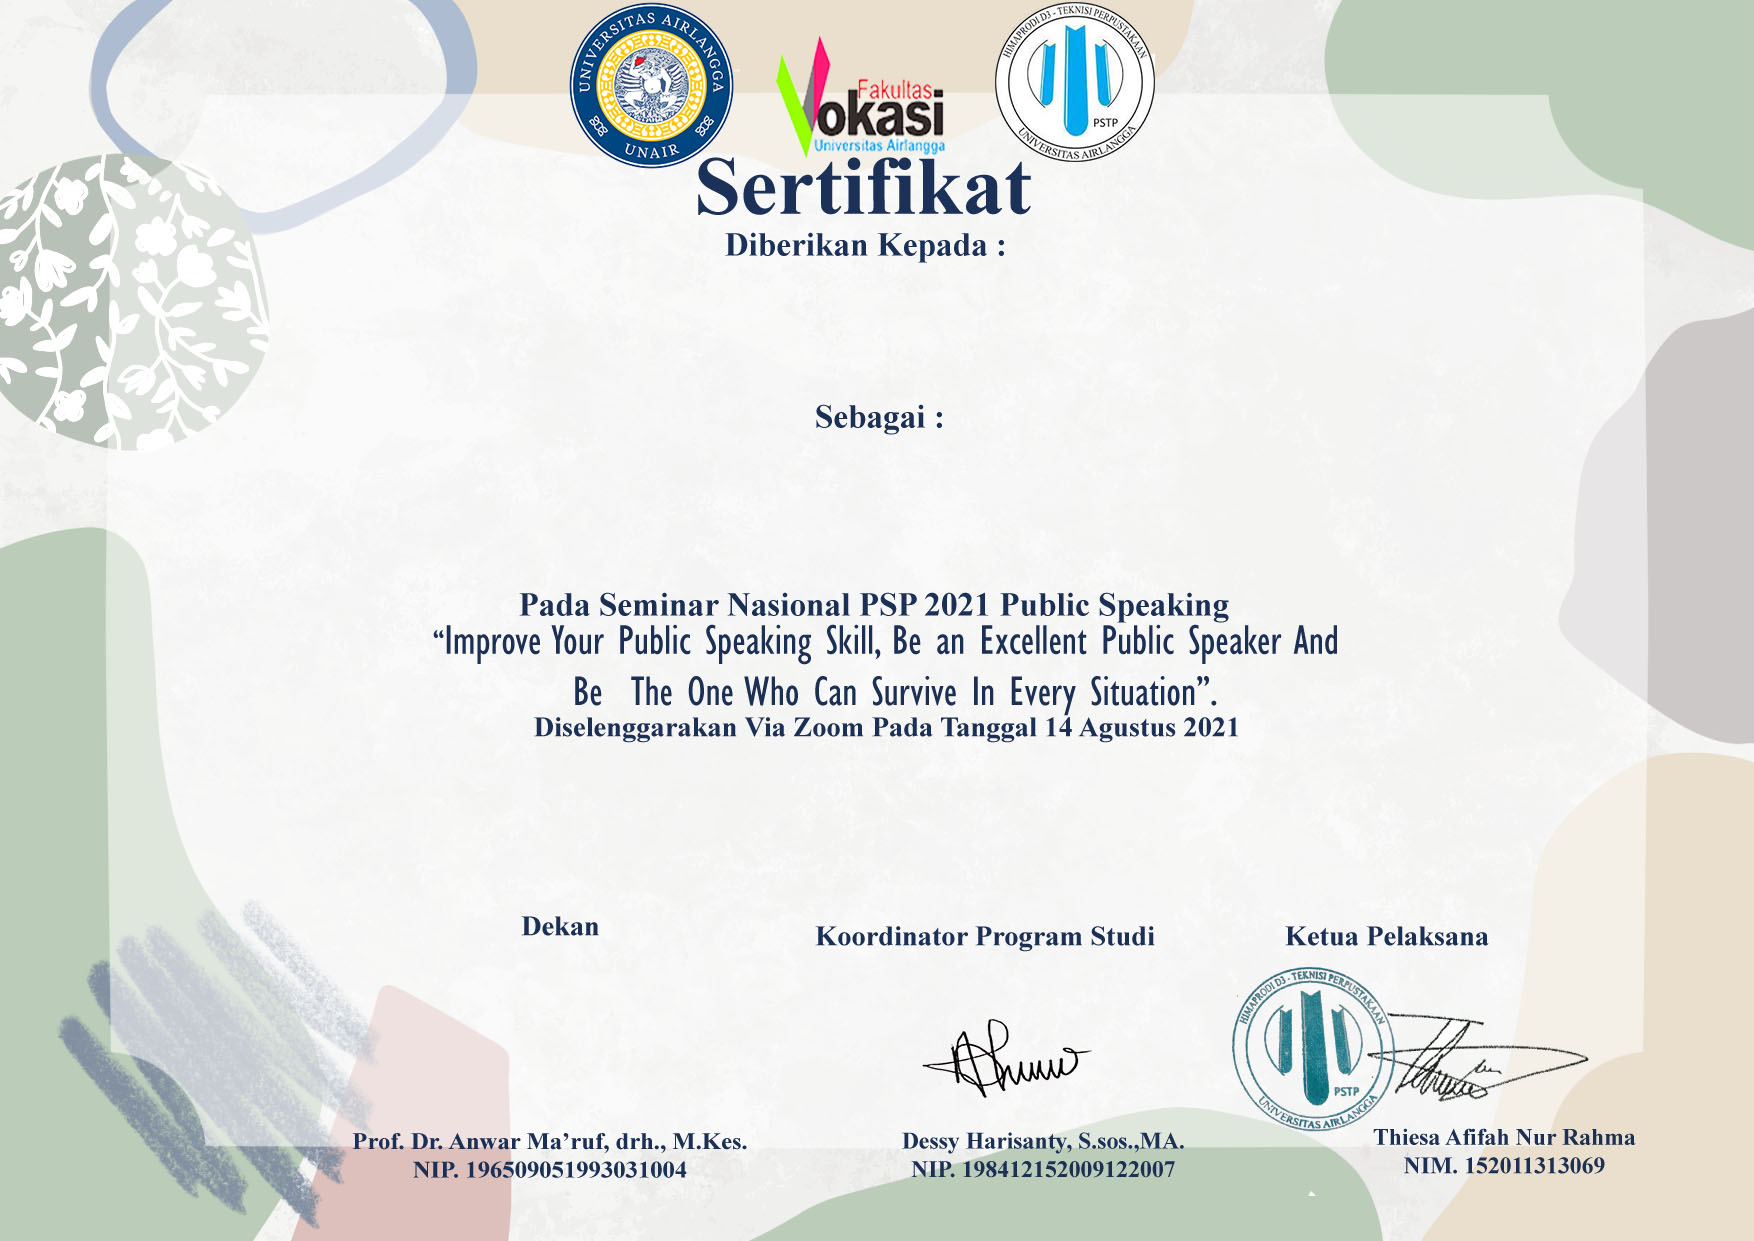 UNIVERSITAS AIRLANGGA
UNAIR
Fakultas
Vokasi
Universitas Airlangga
HIMAPRODI D3 - TEKNISI PERPUSTAKAAN
PSTP
UNIVERSITAS AIRLANGGA
Sertifikat
Diberikan Kepada :
Sebagai :
Pada Seminar Nasional PSP 2021 Public Speaking
“Improve Your Public Speaking Skill, Be an Excellent Public Speaker And
Be The One Who Can Survive In Every Situation”.
Diselenggarakan Via Zoom Pada Tanggal 14 Agustus 2021
Dekan
Koordinator Program Studi
Ketua Pelaksana
HIMAPRODI D3 - TEKNISI PERPUSTAKAAN
PSTP
UNIVERSITAS AIRLANGGA
Prof. Dr. Anwar Ma’ruf, drh., M.Kes.
NIP. 196509051993031004
Dessy Harisanty, S.sos.,MA.
NIP. 198412152009122007
Thiesa Afifah Nur Rahma
NIM. 152011313069